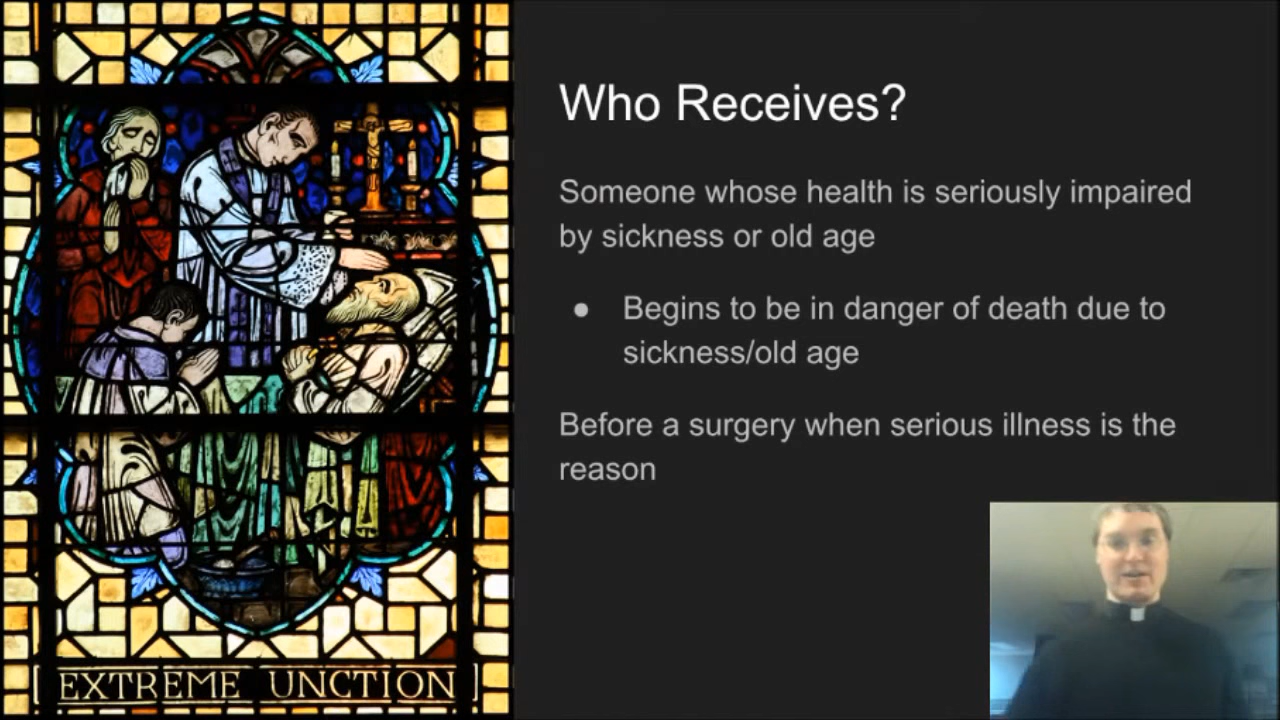 Who Receives?
Someone whose health is seriously impaired
by sickness or old age
● Begins to be in danger of death due to
sickness/old age
Before a surgery when serious illness is the
reason
EXTREME UNCTION